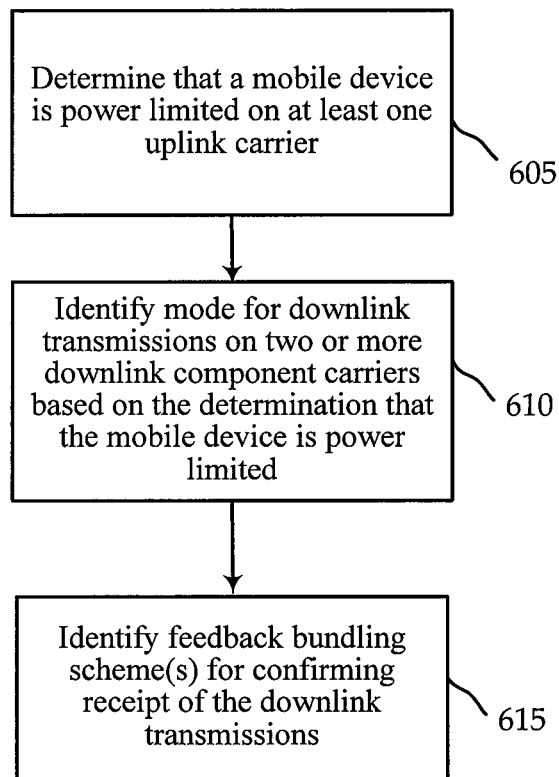 Determine that a mobile device
is power limited on at least one
uplink carrier
605
Identify mode for downlink
transmissions on two or more
downlink component carriers
based on the determination that
the mobile device is power
limited
610
Identify feedback bundling
scheme(s) for confirming
receipt of the downlink
transmissions
615